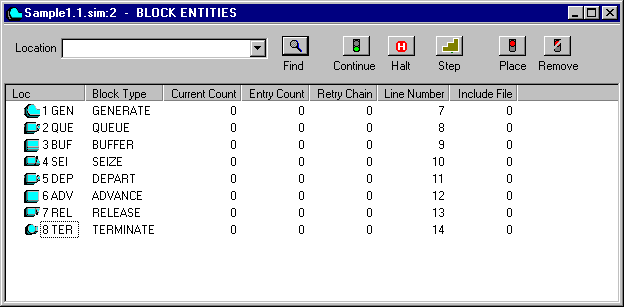 Sample1.1.sim:2 - BLOCK ENTITIES
Location
Find Continue Halt Step Place Remove
Loc Block Type Current Count Entry Count Retry Chain Line Number Include File
1 GEN GENERATE 0 0 0 7 0
2 QUE QUEUE 0 0 0 8 0
3 BUF BUFFER 0 0 0 9 0
4 SEI SEIZE 0 0 0 10 0
5 DEP DEPART 0 0 0 11 0
6 ADV ADVANCE 0 0 0 12 0
7 REL RELEASE 0 0 0 13 0
8 TER TERMINATE 0 0 0 14 0